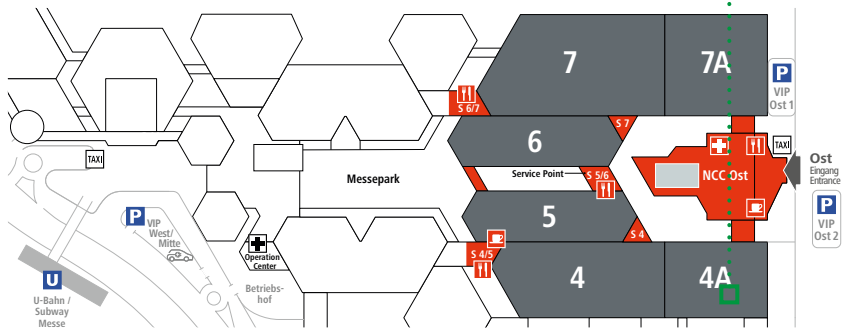 7
7A
P
VIP
Ost 1
S 6/7
S 7
6
TAXI
TAXI
Ost
Eingang
Entrance
Messepark
Service Point
S 5/6
NCC Ost
P
VIP
Ost 2
P
VIP
West/
Mitte
5
S 4
Operation
Center
S 4/5
U
U-Bahn /
Subway
Messe
Betriebs-
hof
4
4A